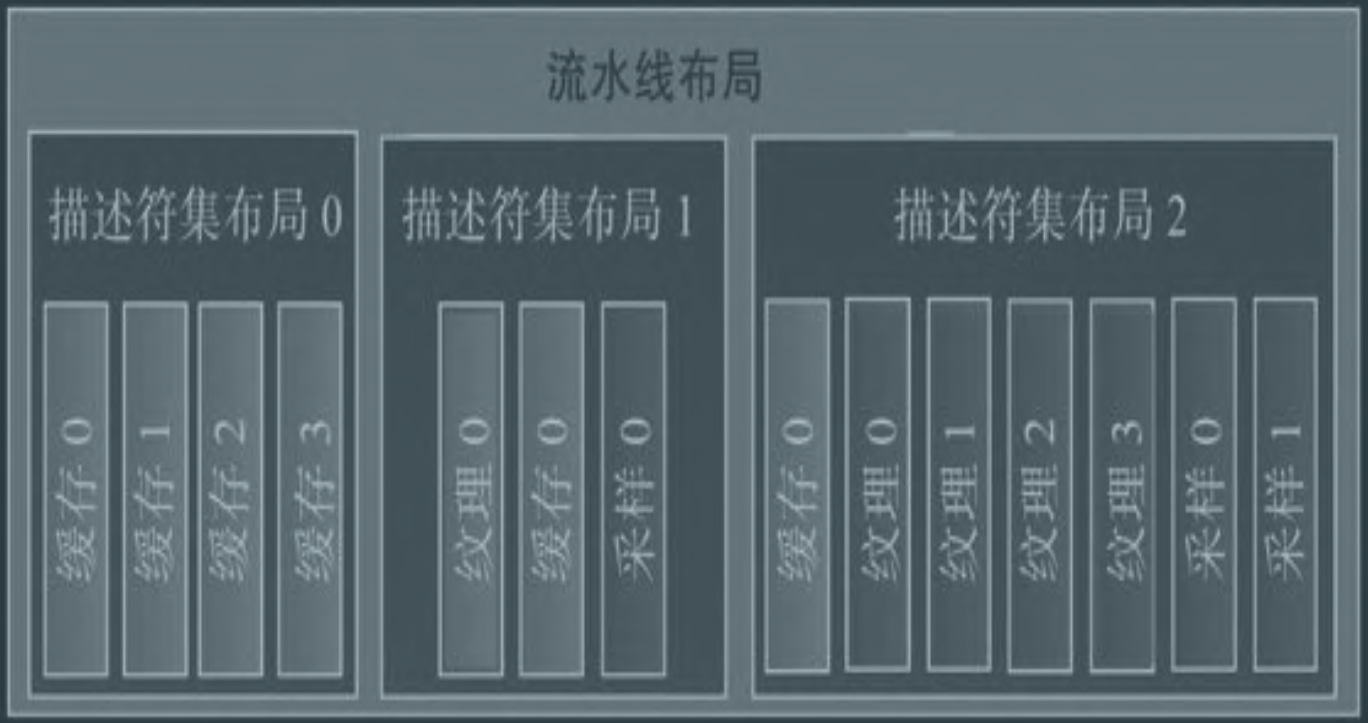 流水线布局
描述符集布局 0
缓存 0
缓存 1
缓存 2
缓存 3
描述符集布局 1
纹理 0
缓存 0
采样 0
描述符集布局 2
缓存 0
纹理 0
纹理 1
纹理 2
纹理 3
采样 0
采样 1